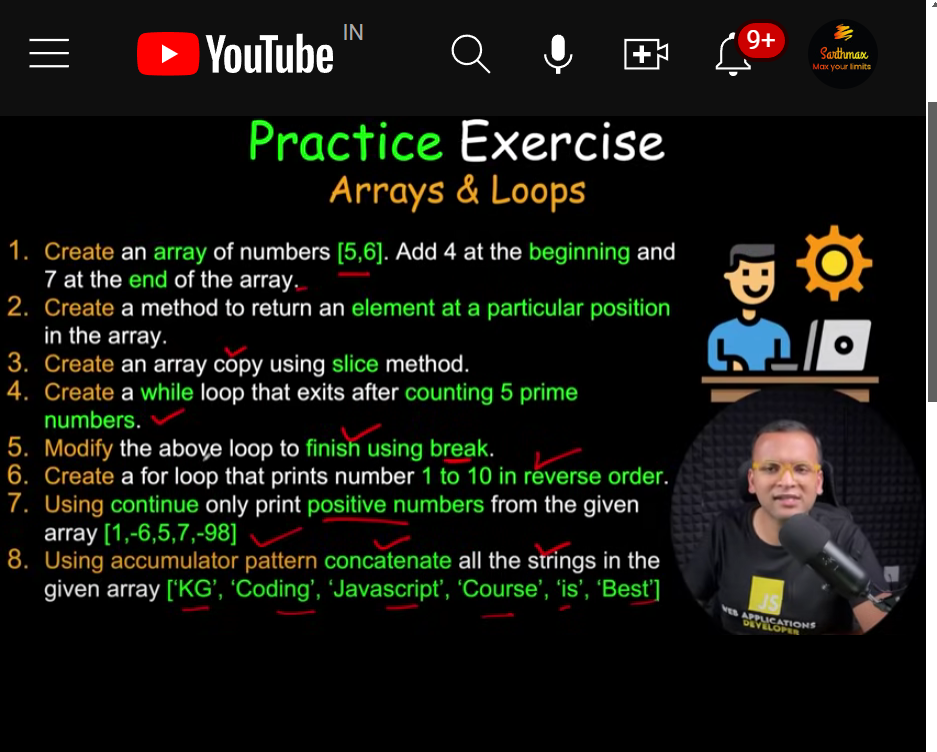 YouTube IN
9+
Sarthmax
Max your limits
Practice Exercise
Arrays & Loops
1. Create an array of numbers [5,6]. Add 4 at the beginning and
7 at the end of the array.
2. Create a method to return an element at a particular position
in the array.
3. Create an array copy using slice method.
4. Create a while loop that exits after counting 5 prime
numbers.
5. Modify the above loop to finish using break.
6. Create a for loop that prints number 1 to 10 in reverse order.
7. Using continue only print positive numbers from the given
array [1,-6,5,7,-98]
8. Using accumulator pattern concatenate all the strings in the
given array [‘KG’, ‘Coding’, ‘Javascript’, ‘Course’, ‘is’, ‘Best’]
JS
WEB APPLICATIONS
DEVELOPER